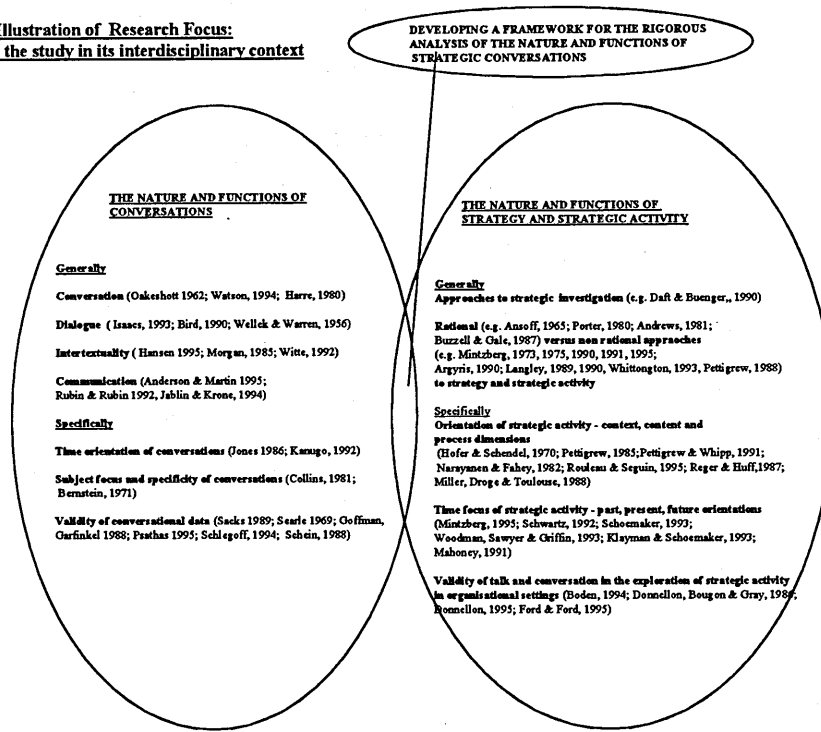 Illustration of Research Focus:
the study in its interdisciplinary context
DEVELOPING A FRAMEWORK FOR THE RIGOROUS
ANALYSIS OF THE NATURE AND FUNCTIONS OF
STRATEGIC CONVERSATIONS
THE NATURE AND FUNCTIONS OF
CONVERSATIONS
Generally
Conversation (Oakeshott 1962; Watson, 1994; Harre, 1980)
Dialogue ( Isaacs, 1993; Bird, 1990; Wellek & Warren, 1956)
Intertextuality ( Hansen 1995; Morgan, 1985; Witte, 1992)
Communication (Anderson & Martin 1995;
Rubin & Rubin 1992, Jablin & Krone, 1994)
Specifically
Time orientation of conversations (Jones 1986; Kanugo, 1992)
Subject focus and specificity of conversations (Collins, 1981;
Bernstein, 1971)
Validity of conversational data (Sacks 1989; Searle 1969; Goffman,
Garfinkel 1988; Psathas 1995; Schlegoff, 1994; Schein, 1988)
THE NATURE AND FUNCTIONS OF
STRATEGY AND STRATEGIC ACTIVITY
Generally
Approaches to strategic investigation (e.g. Daft & Buenger,, 1990)
Rational (e.g. Ansoff, 1965; Porter, 1980; Andrews, 1981;
Buzzell & Gale, 1987) versus non rational approaches
(e.g. Mintzberg, 1973, 1975, 1990, 1991, 1995;
Argyris, 1990; Langley, 1989, 1990, Whittongton, 1993, Pettigrew, 1988)
to strategy and strategic activity
Specifically
Orientation of strategic activity - context, content and
process dimensions
(Hofer & Schendel, 1970; Pettigrew, 1985;Pettigrew & Whipp, 1991;
Narayanen & Fahey, 1982; Rouleau & Seguin, 1995; Reger & Huff,1987;
Miller, Droge & Toulouse, 1988)
Time focus of strategic activity - past, present, future orientations
(Mintzberg, 1995; Schwartz, 1992; Schoemaker, 1993;
Woodman, Sawyer & Griffin, 1993; Klayman & Schoemaker, 1993;
Mahoney, 1991)
Validity of talk and conversation in the exploration of strategic activity
in organisational settings (Boden, 1994; Donnellon, Bougon & Gray, 1986;
Donnellon, 1995; Ford & Ford, 1995)